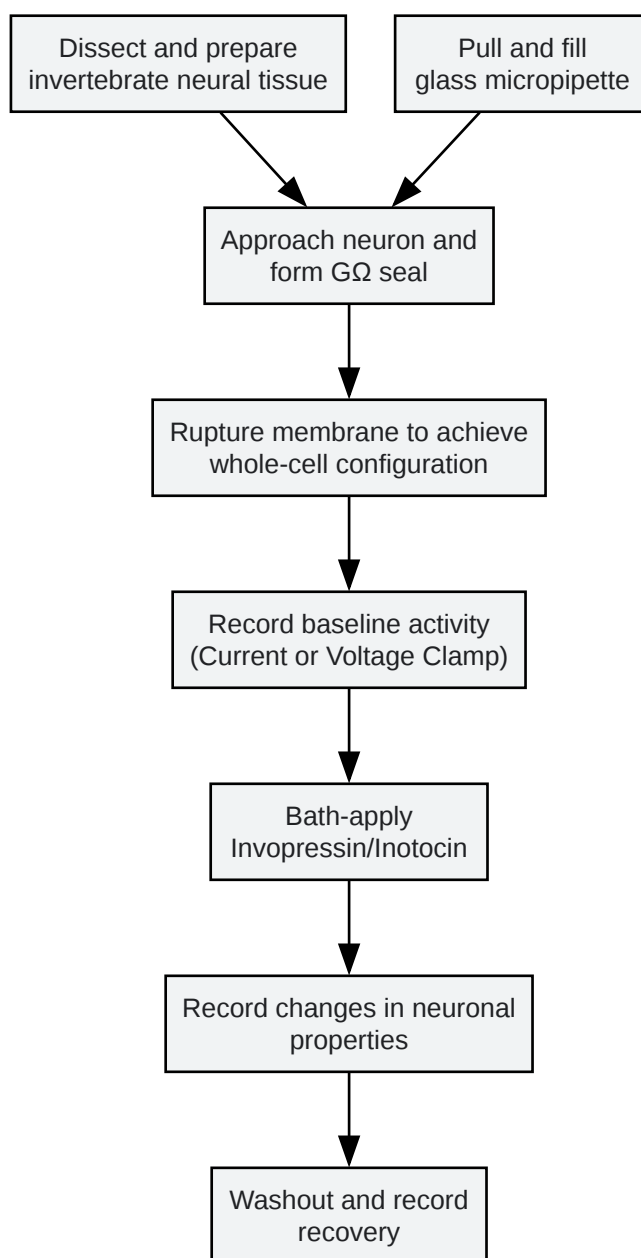 Dissect and prepare
invertebrate neural tissue
Pull and fill
glass micropipette
Approach neuron and
form GΩ seal
Rupture membrane to achieve
whole-cell configuration
Record baseline activity
(Current or Voltage Clamp)
Bath-apply
Invopressin/Inotocin
Record changes in neuronal
properties
Washout and record
recovery